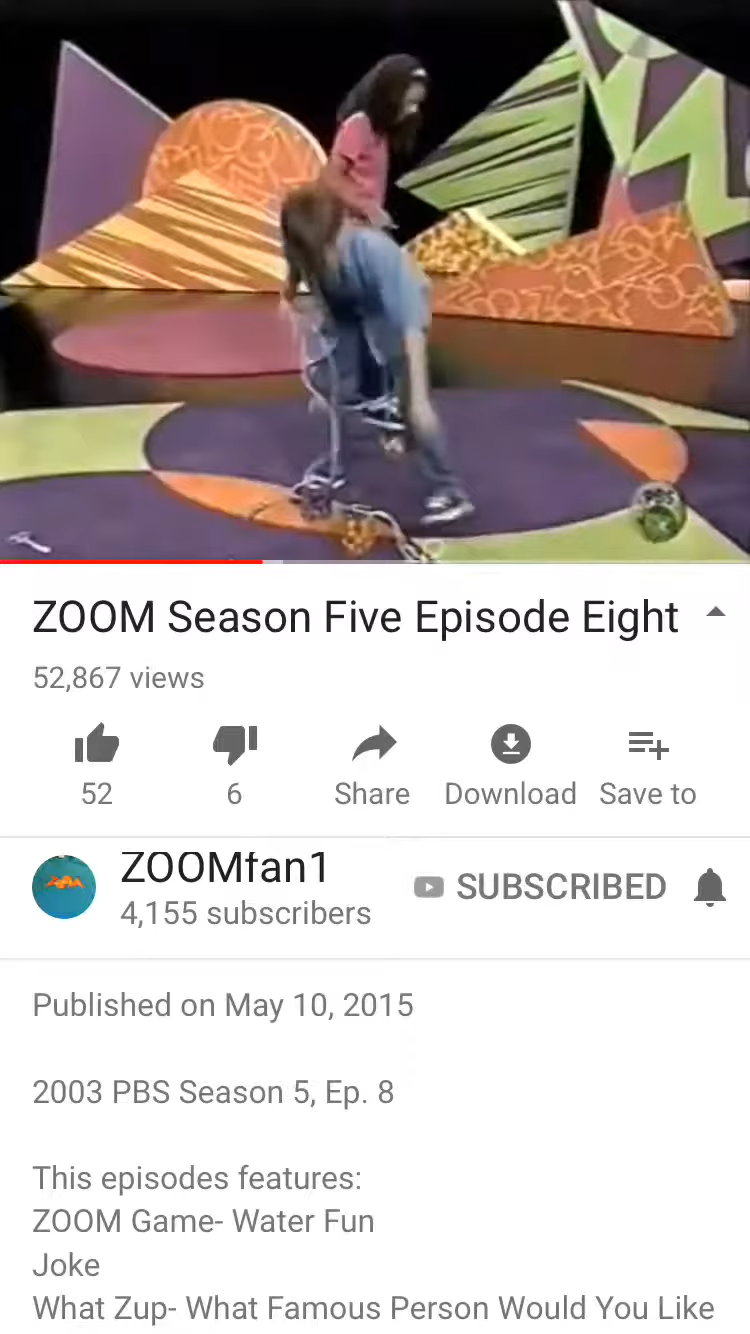 ZOOM Season Five Episode Eight
52,867 views
52
6
Share
Download
Save to
ZOOMfan1
4,155 subscribers
SUBSCRIBED
Published on May 10, 2015
2003 PBS Season 5, Ep. 8
This episodes features:
ZOOM Game- Water Fun
Joke
What Zup- What Famous Person Would You Like